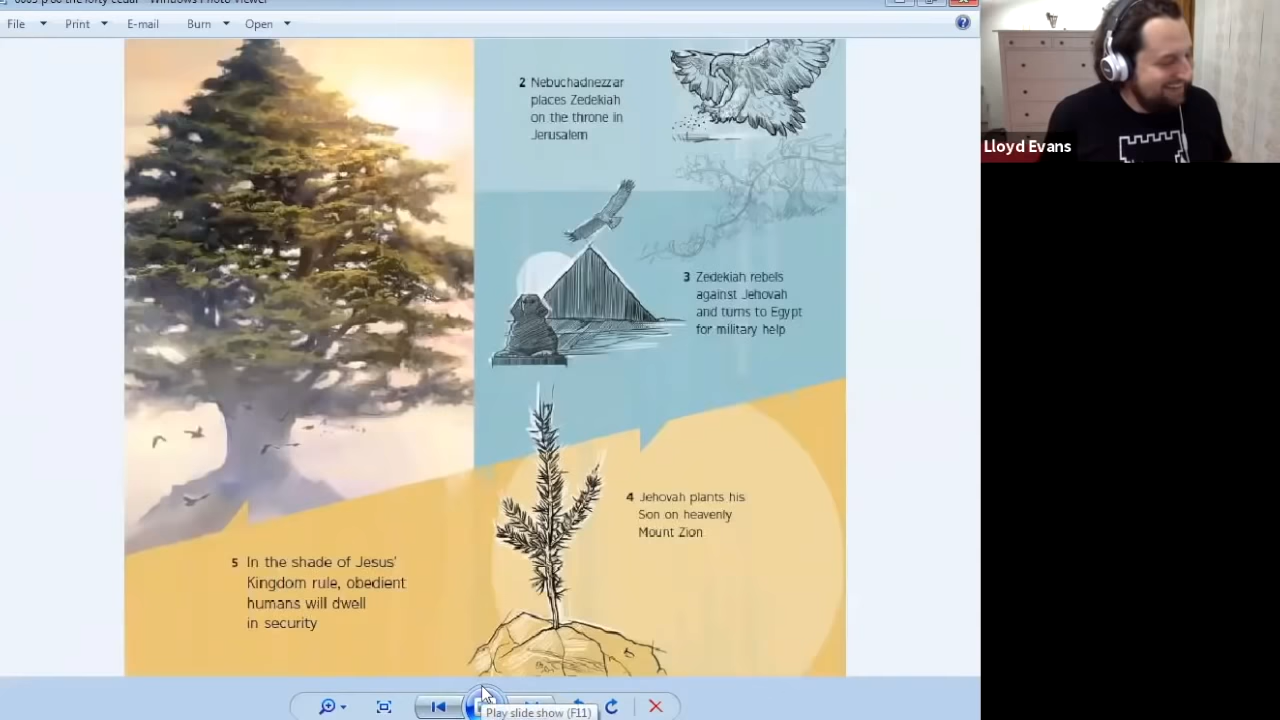 File
Print
E-mail
Burn
Open
2 Nebuchadnezzar
places Zedekiah
on the throne in
Jerusalem
Lloyd Evans
3 Zedekiah rebels
against Jehovah
and turns to Egypt
for military help
4 Jehovah plants his
Son on heavenly
Mount Zion
5 In the shade of Jesus'
Kingdom rule, obedient
humans will dwell
in security
Play slide show (F11)